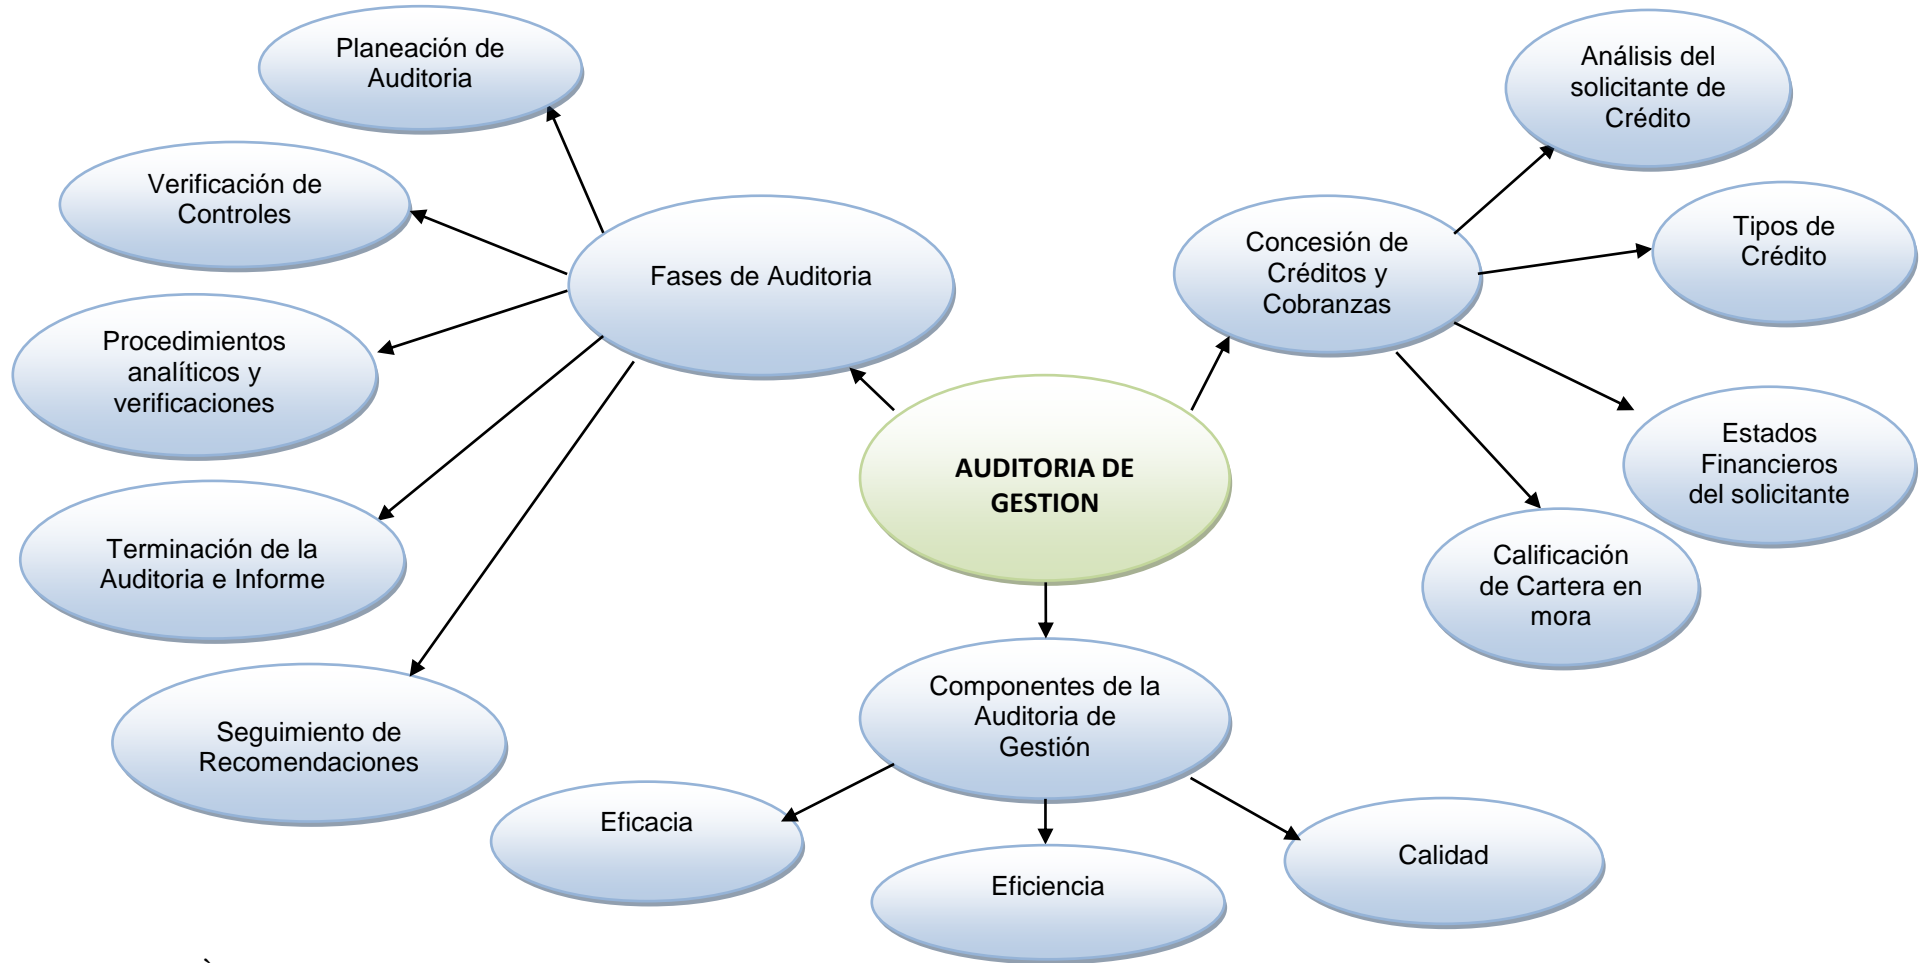 Planeación de
Auditoria
Verificación de
Controles
Procedimientos
analíticos y
verificaciones
Terminación de la
Auditoria e Informe
Seguimiento de
Recomendaciones
Fases de Auditoria
AUDITORIA DE
GESTION
Concesión de
Créditos y
Cobranzas
Análisis del
solicitante de
Crédito
Tipos de
Crédito
Estados
Financieros
del solicitante
Calificación
de Cartera en
mora
Componentes de la
Auditoria de
Gestión
Eficacia
Eficiencia
Calidad
`